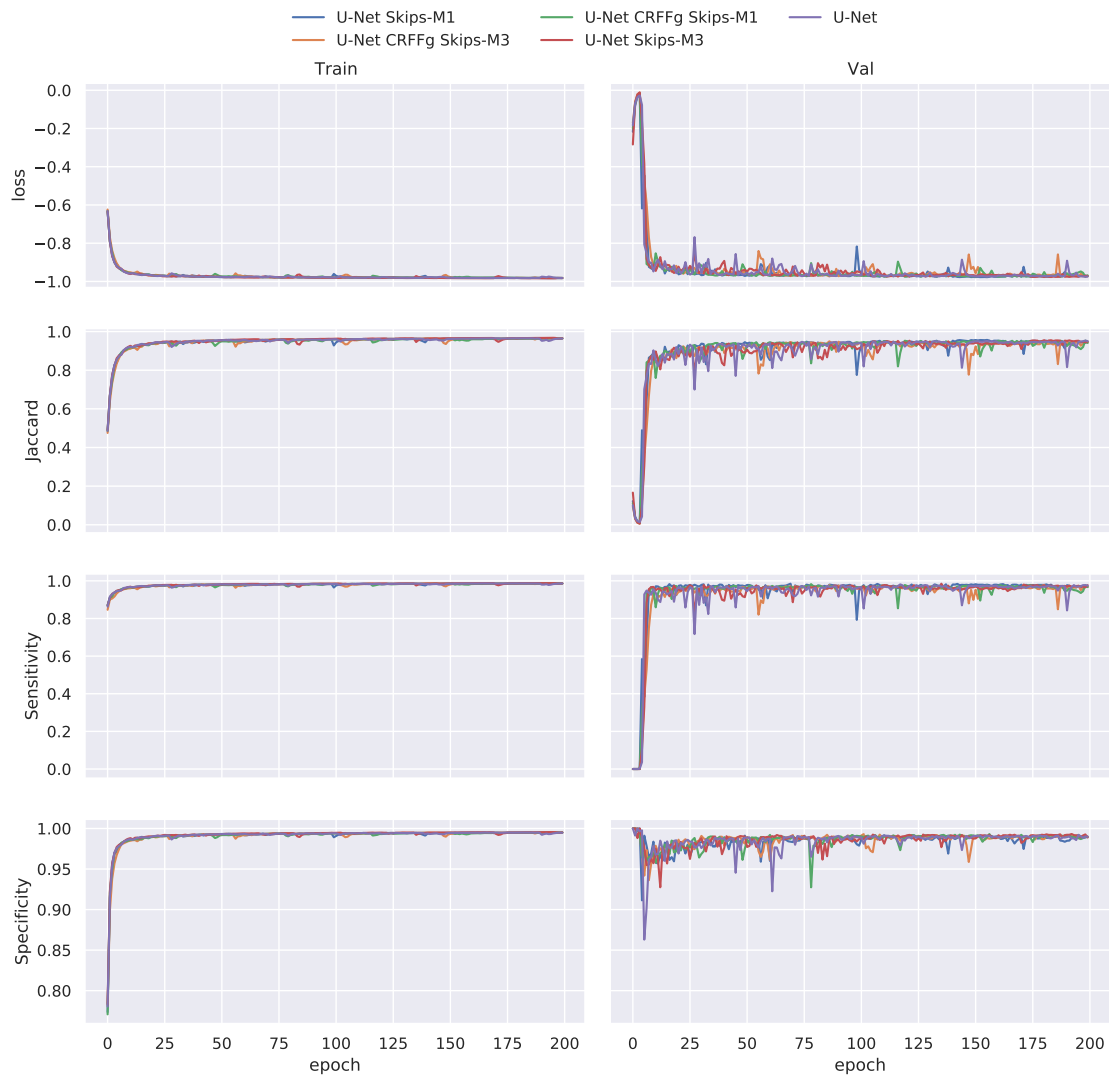 U-Net Skips-M1 U-Net CRFFg Skips-M1 U-Net
U-Net CRFFg Skips-M3 U-Net Skips-M3
Train Val
0.0
−0.2
−0.4
−0.6
−0.8
−1.0
loss
1.0
0.8
0.6
0.4
0.2
0.0
Jaccard
1.0
0.8
0.6
0.4
0.2
0.0
Sensitivity
1.00
0.95
0.90
0.85
0.80
Specificity
0 25 50 75 100 125 150 175 200 0 25 50 75 100 125 150 175 200
epoch epoch